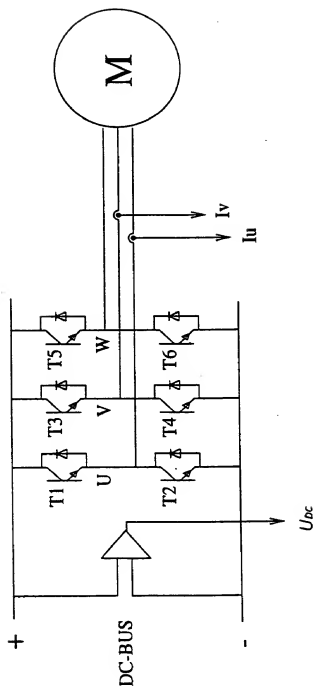 +
DC-BUS
-
T1
T3
T5
U
V
W
T2
T4
T6
UDC
Iu
Iv
M